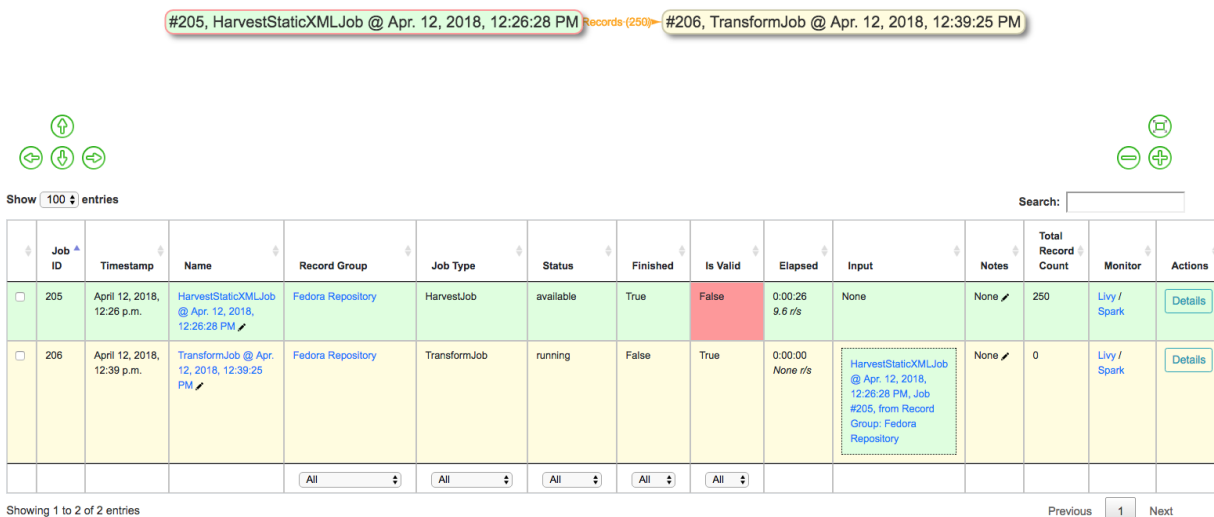 #205, HarvestStaticXMLJob @ Apr. 12, 2018, 12:26:28 PM Records (250) #206, TransformJob @ Apr. 12, 2018, 12:39:25 PM
Show 100 entries Search:
Job ID Timestamp Name Record Group Job Type Status Finished Is Valid Elapsed Input Notes Total Record Count Monitor Actions
205 April 12, 2018, HarvestStaticXMLJob Fedora Repository HarvestJob available True False 0:00:26 None None 250 Livy / Details
12:26 p.m. @ Apr. 12, 2018, 9.6 r/s Spark
12:26:28 PM
206 April 12, 2018, TransformJob @ Apr. Fedora Repository TransformJob running False True 0:00:00 HarvestStaticXMLJob None 0 Livy / Details
12:39 p.m. 12, 2018, 12:39:25 None r/s @ Apr. 12, 2018, Spark
PM 12:26:28 PM, Job
#205, from Record
Group: Fedora
Repository
All All All All All
Showing 1 to 2 of 2 entries Previous 1 Next